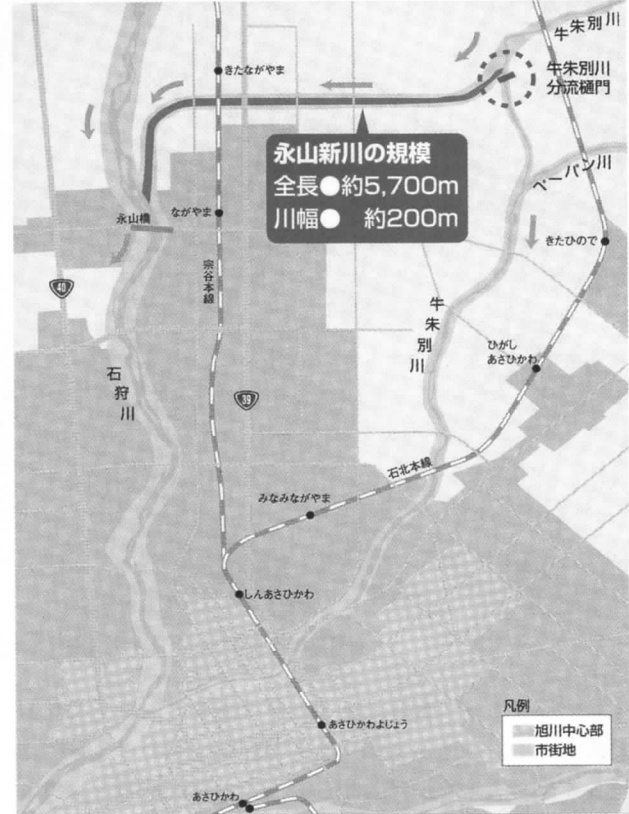 牛朱別川
きたながやま
牛朱別川
分流樋門
永山新川の規模
全長●約5,700m
川幅● 約200m
ペーパン川
ながやま
永山橋
きたひので
宗谷本線
40
牛朱別川
ひがし
あさひかわ
石狩川
39
石北本線
みなみながやま
しんあさひかわ
あさひかわよじょう
あさひかわ
凡例
旭川中心部
市街地